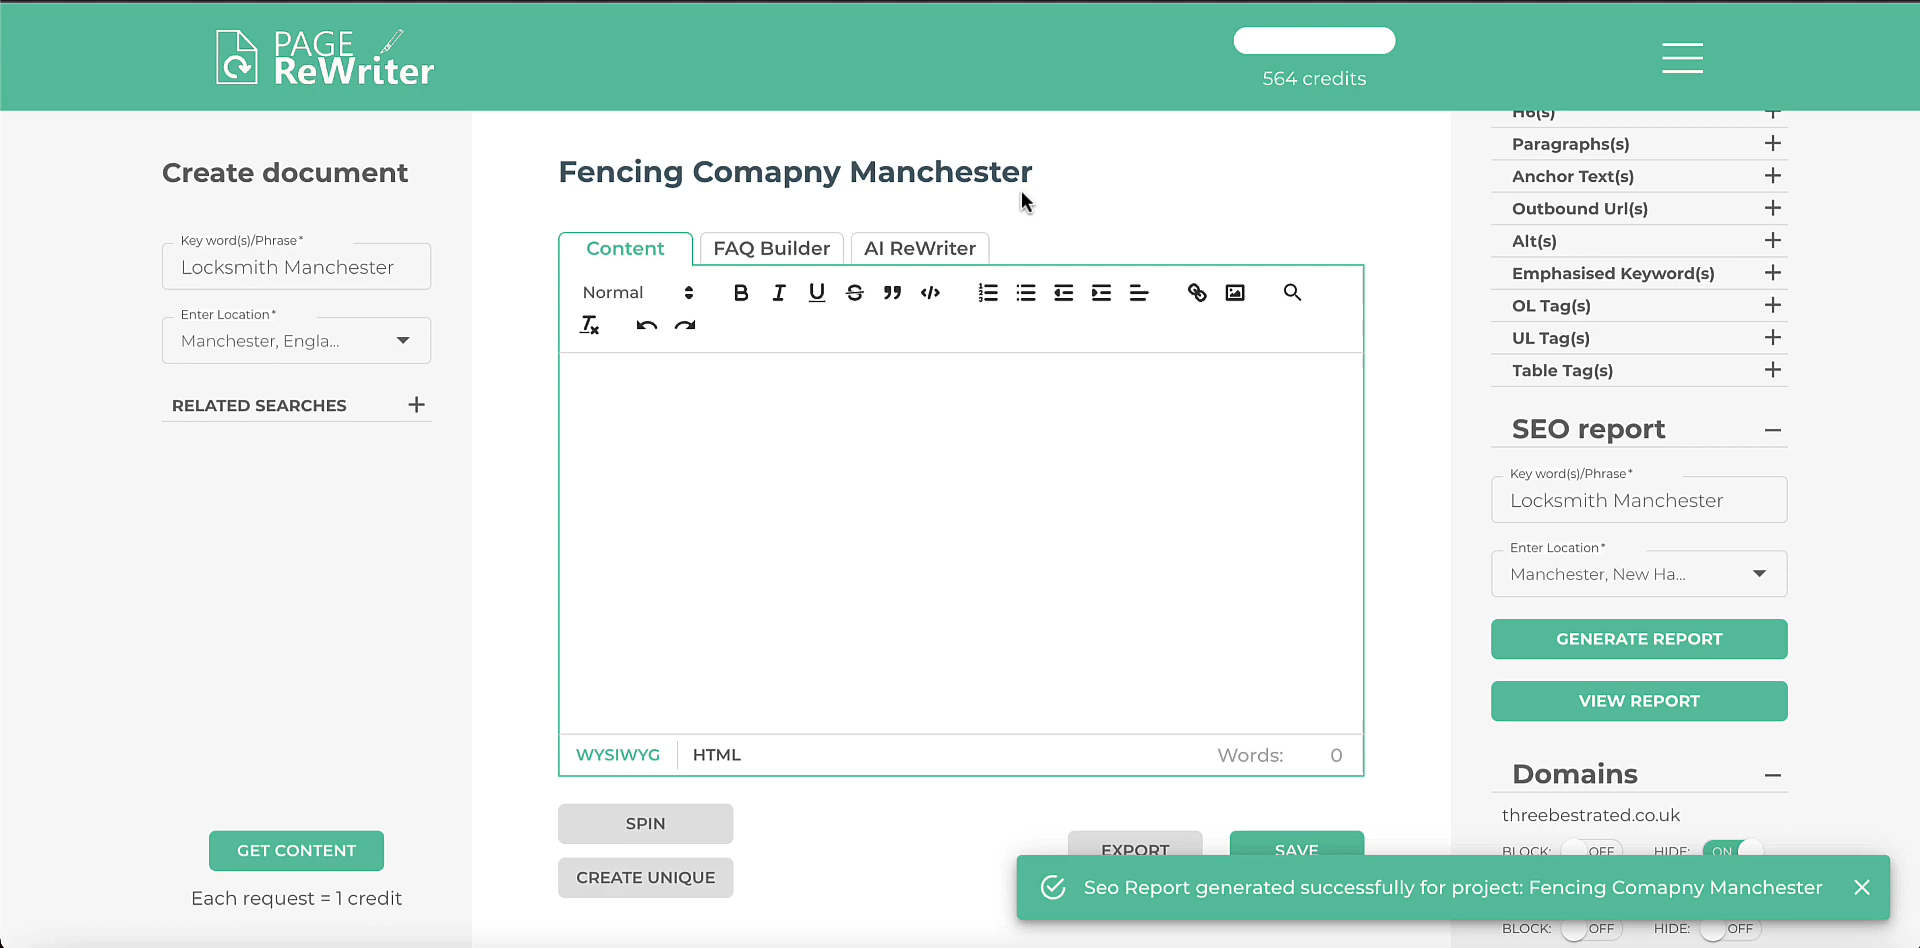 PAGE
ReWriter
564 credits
Create document
Key word(s)/Phrase*
Locksmith Manchester
Enter Location*
Manchester, Engla...
RELATED SEARCHES
GET CONTENT
Each request = 1 credit
Fencing Comapny Manchester
Content
FAQ Builder
AI ReWriter
Normal
WYSIWYG
HTML
Words: 0
SPIN
CREATE UNIQUE
EXPORT
SAVE
H6(s)
Paragraphs(s)
Anchor Text(s)
Outbound Url(s)
Alt(s)
Emphasised Keyword(s)
OL Tag(s)
UL Tag(s)
Table Tag(s)
SEO report
Key word(s)/Phrase*
Locksmith Manchester
Enter Location*
Manchester, New Ha...
GENERATE REPORT
VIEW REPORT
Domains
threebestrated.co.uk
BLOCK: OFF HIDE: ON
Seo Report generated successfully for project: Fencing Comapny Manchester
BLOCK: OFF HIDE: OFF